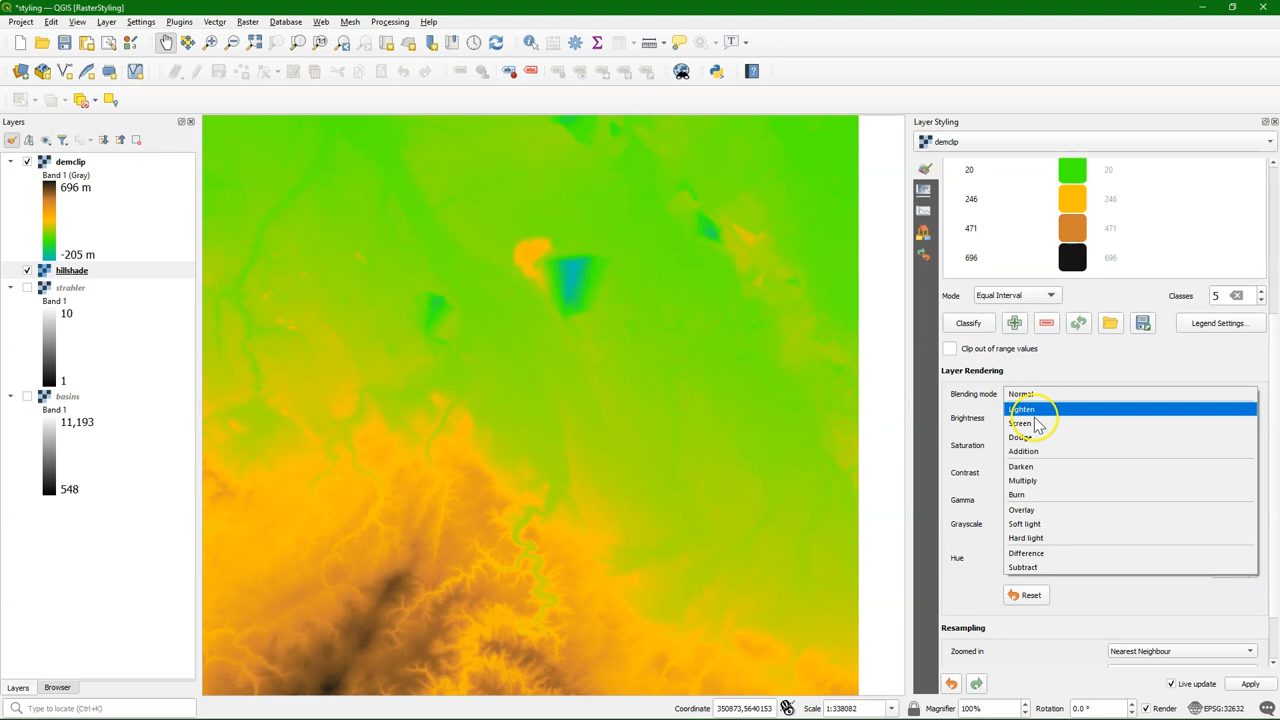 *styling — QGIS [RasterStyling]
Project Edit View Layer Settings Plugins Vector Raster Database Web Mesh Processing Help
Layers
demclip
Band 1 (Gray)
696 m
-205 m
hillshade
strahler
Band 1
10
1
basins
Band 1
11,193
548
Layers Browser
Layer Styling
demclip
20 20
246 246
471 471
696 696
Mode Equal Interval Classes 5
Classify Legend Settings...
Clip out of range values
Layer Rendering
Blending mode Normal
Lighten
Brightness
Screen
Dodge
Saturation
Addition
Darken
Contrast
Multiply
Burn
Gamma
Overlay
Grayscale
Soft light
Hard light
Difference
Hue
Subtract
Reset
Resampling
Zoomed in Nearest Neighbour
Live update Apply
Type to locate (Ctrl+K) Coordinate 350873,5640153 Scale 1:338082 Magnifier 100% Rotation 0.0 ° Render EPSG:32632